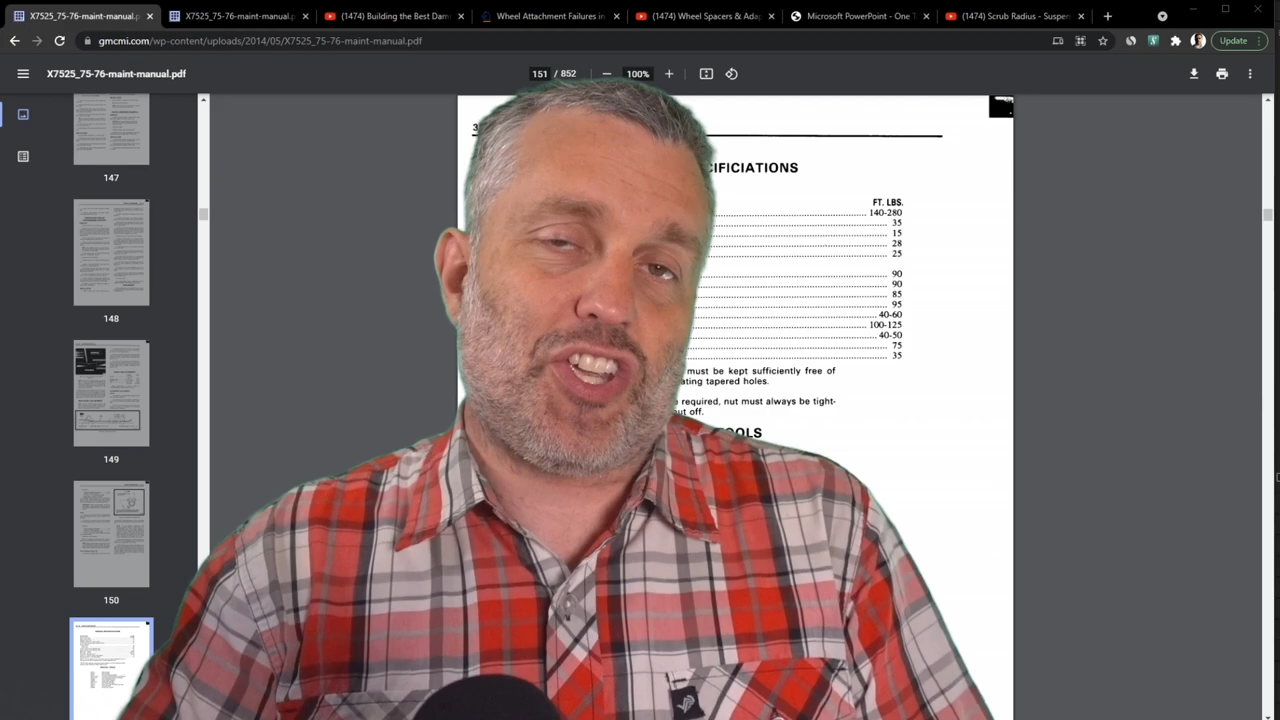 X7525_75-76-maint-manual.p
X7525_75-76-maint-manual.p
(1474) Building the Best Dam
Wheel Attachment Failures in
(1474) Wheel Spacers & Ada
Microsoft PowerPoint - One T
(1474) Scrub Radius - Suspen
gmcmi.com/wp-content/uploads/2014/05/X7525_75-76-maint-manual.pdf
Update
X7525_75-76-maint-manual.pdf
151 / 852
100%
147
148
149
150
CIFICIATIONS
FT. LBS.
140-280
35
15
28
25
90
90
85
95
40-60
100-125
40-50
75
35
must be kept sufficiently free of
ating tapered holes.
required, nut must always be tight-
out off.
OOLS